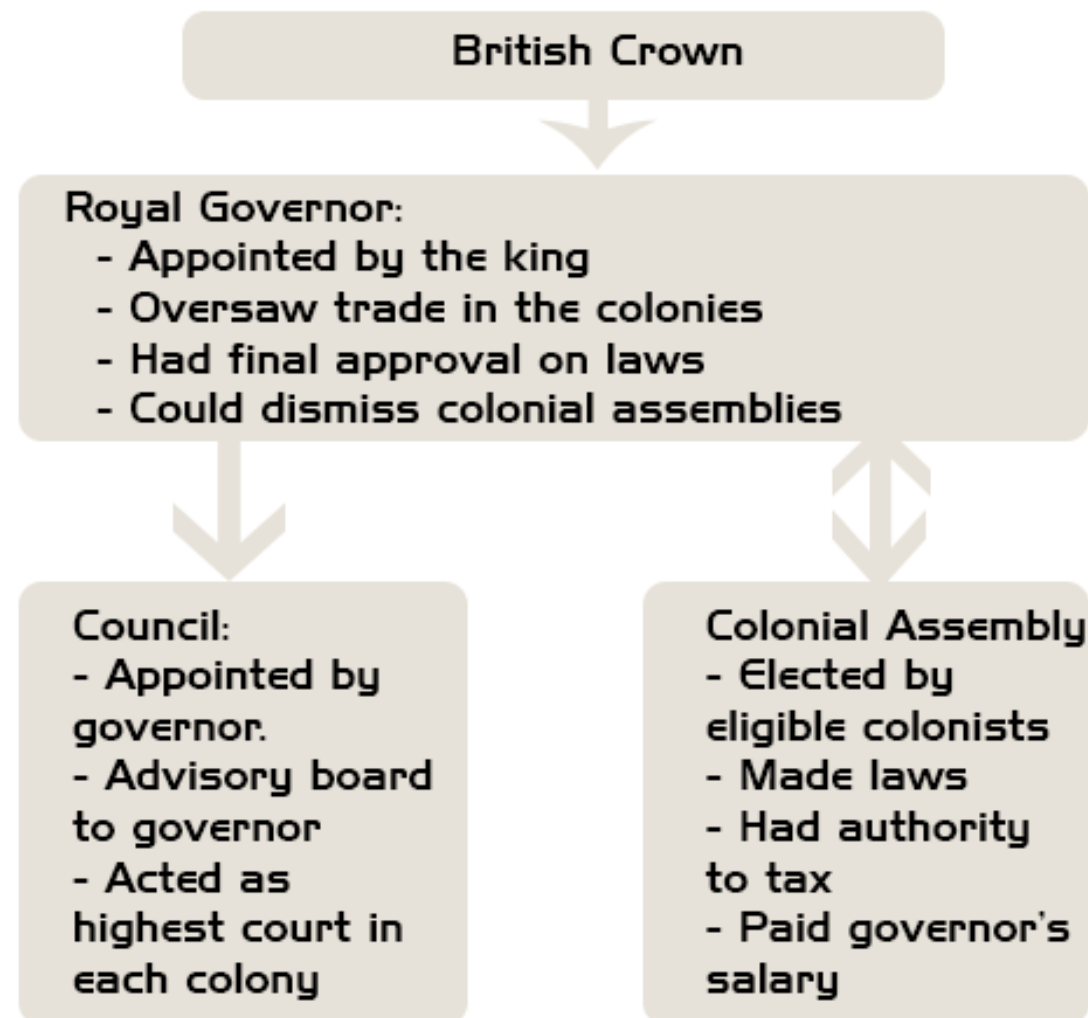 British Crown
Royal Governor:
- Appointed by the king
- Oversaw trade in the colonies
- Had final approval on laws
- Could dismiss colonial assemblies
Council:
- Appointed by
governor.
- Advisory board
to governor
- Acted as
highest court in
each colony
Colonial Assembly
- Elected by
eligible colonists
- Made laws
- Had authority
to tax
- Paid governor's
salary